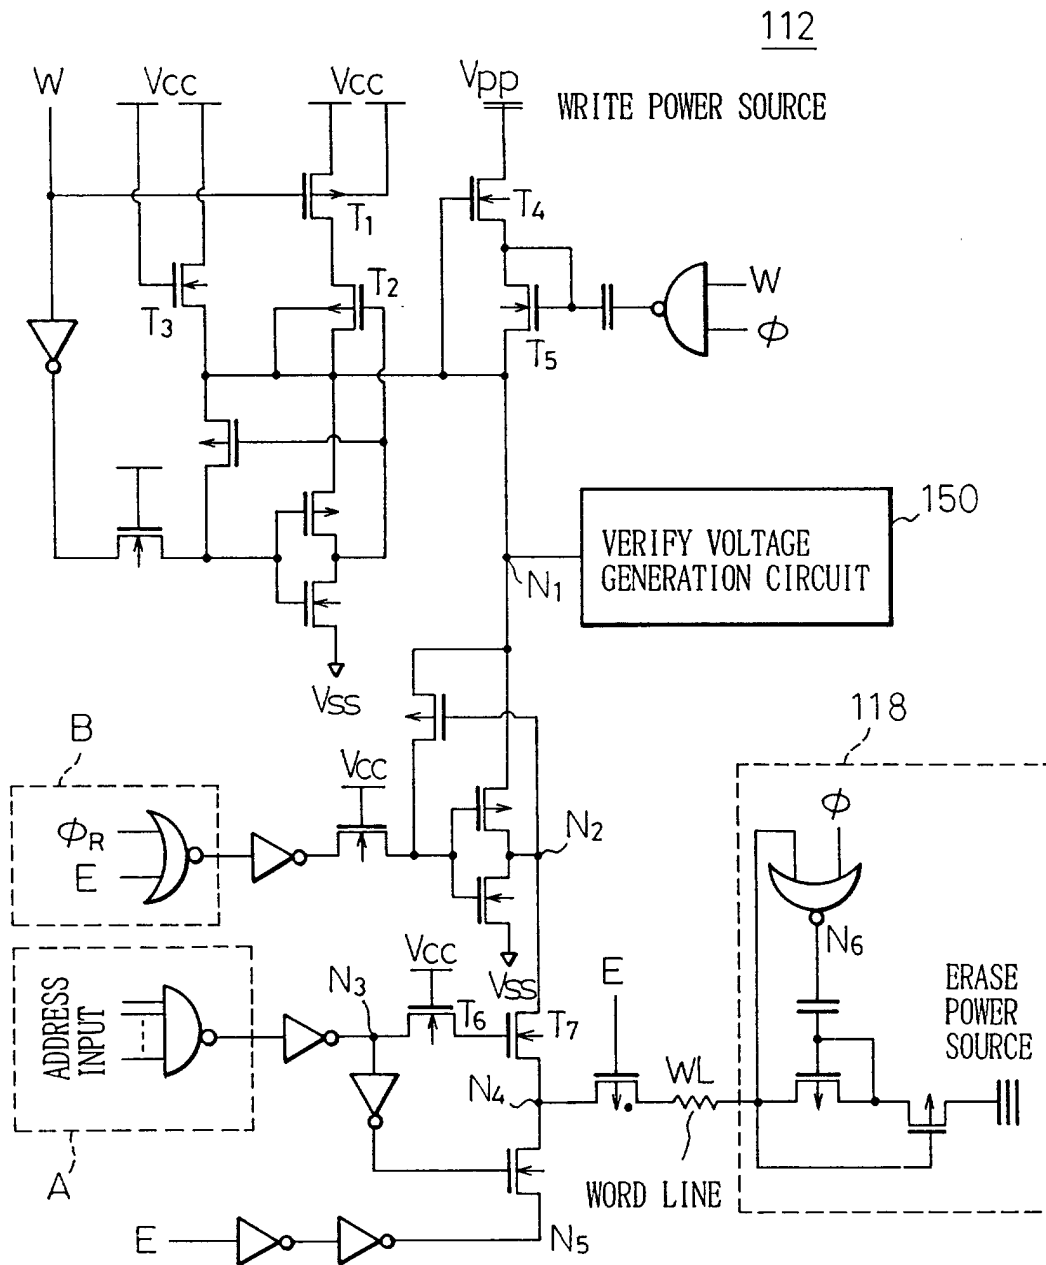 112
W
Vcc
Vcc
Vpp
WRITE POWER SOURCE
T1
T4
T2
T3
T5
W
ϕ
150
VERIFY VOLTAGE
GENERATION CIRCUIT
N1
Vss
118
B
Vcc
ϕ
ϕR
E
N2
N6
Vss
ADDRESS
INPUT
N3
Vcc
T6
T7
E
ERASE
POWER
SOURCE
WL
N4
A
WORD LINE
E
N5